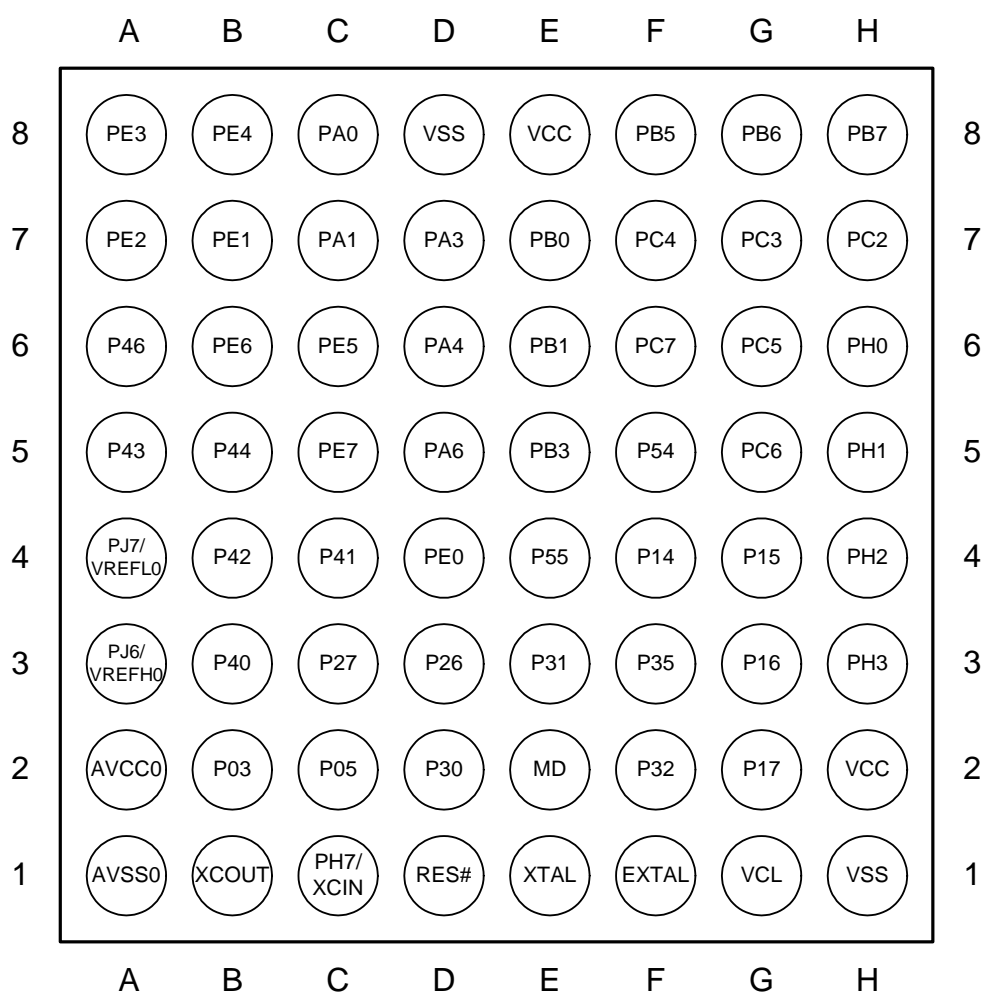 A B C D E F G H
8 PE3 PE4 PA0 VSS VCC PB5 PB6 PB7 8
7 PE2 PE1 PA1 PA3 PB0 PC4 PC3 PC2 7
6 P46 PE6 PE5 PA4 PB1 PC7 PC5 PH0 6
5 P43 P44 PE7 PA6 PB3 P54 PC6 PH1 5
4 PJ7/
VREFL0 P42 P41 PE0 P55 P14 P15 PH2 4
3 PJ6/
VREFH0 P40 P27 P26 P31 P35 P16 PH3 3
2 AVCC0 P03 P05 P30 MD P32 P17 VCC 2
1 AVSS0 XCOUT PH7/
XCIN RES# XTAL EXTAL VCL VSS 1
A B C D E F G H